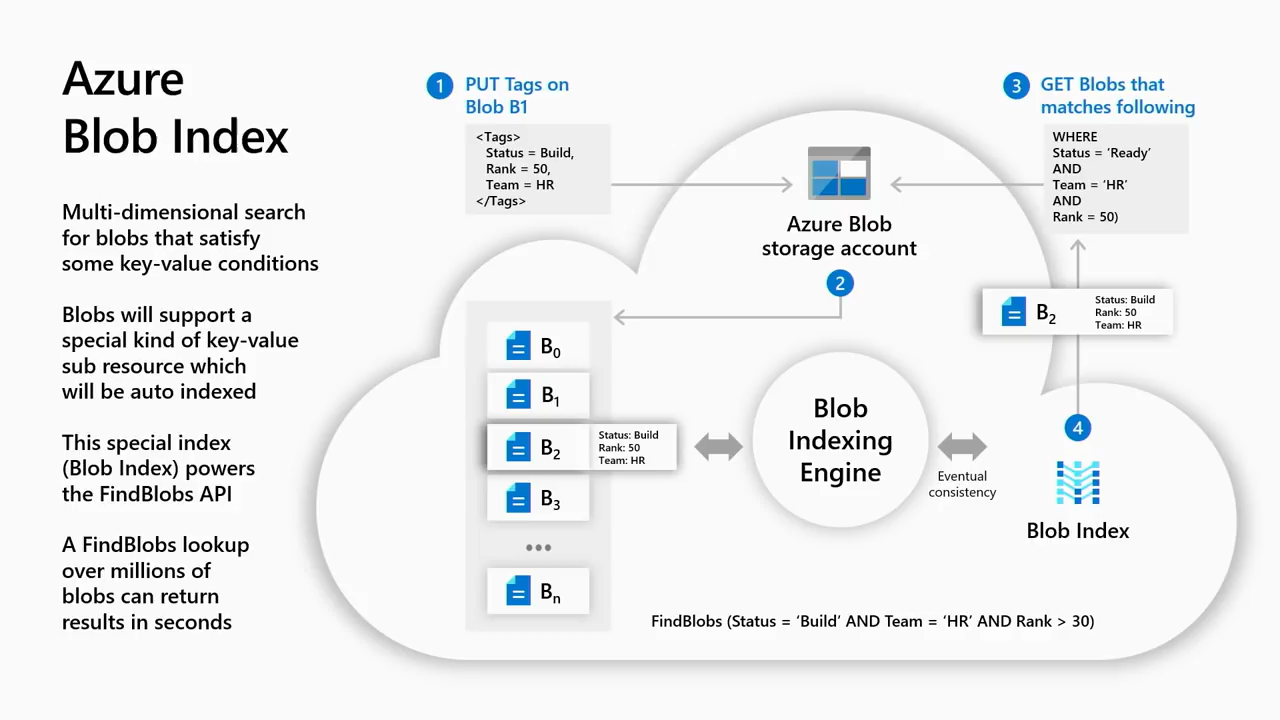 Azure
Blob Index
Multi-dimensional search
for blobs that satisfy
some key-value conditions
Blobs will support a
special kind of key-value
sub resource which
will be auto indexed
This special index
(Blob Index) powers
the FindBlobs API
A FindBlobs lookup
over millions of
blobs can return
results in seconds
1
PUT Tags on
Blob B1
<Tags>
Status = Build,
Rank = 50,
Team = HR
</Tags>
Azure Blob
storage account
2
3
GET Blobs that
matches following
WHERE
Status = ‘Ready’
AND
Team = ‘HR’
AND
Rank = 50)
B2
Status: Build
Rank: 50
Team: HR
B0
B1
B2
Status: Build
Rank: 50
Team: HR
B3
•••
Bn
Blob
Indexing
Engine
Eventual
consistency
4
Blob Index
FindBlobs (Status = ‘Build’ AND Team = ‘HR’ AND Rank > 30)